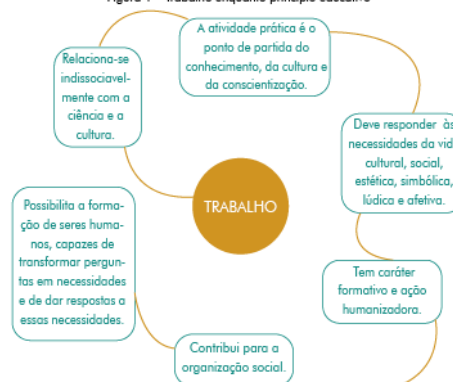 A atividade prática é o
ponto de partida do
conhecimento, da cultura e
da conscientização.
Relaciona-se
indissociavel-
mente com a
ciência e a
cultura.
Deve responder às
necessidades da vid
cultural, social,
estética, simbólica,
lúdica e afetiva.
TRABALHO
Possibilita a forma-
ção de seres huma-
nos, capazes de
transformar pergun-
tas em necessidades
e de dar respostas a
essas necessidades.
Tem caráter
formativo e ação
humanizadora.
Contribui para a
organização social.